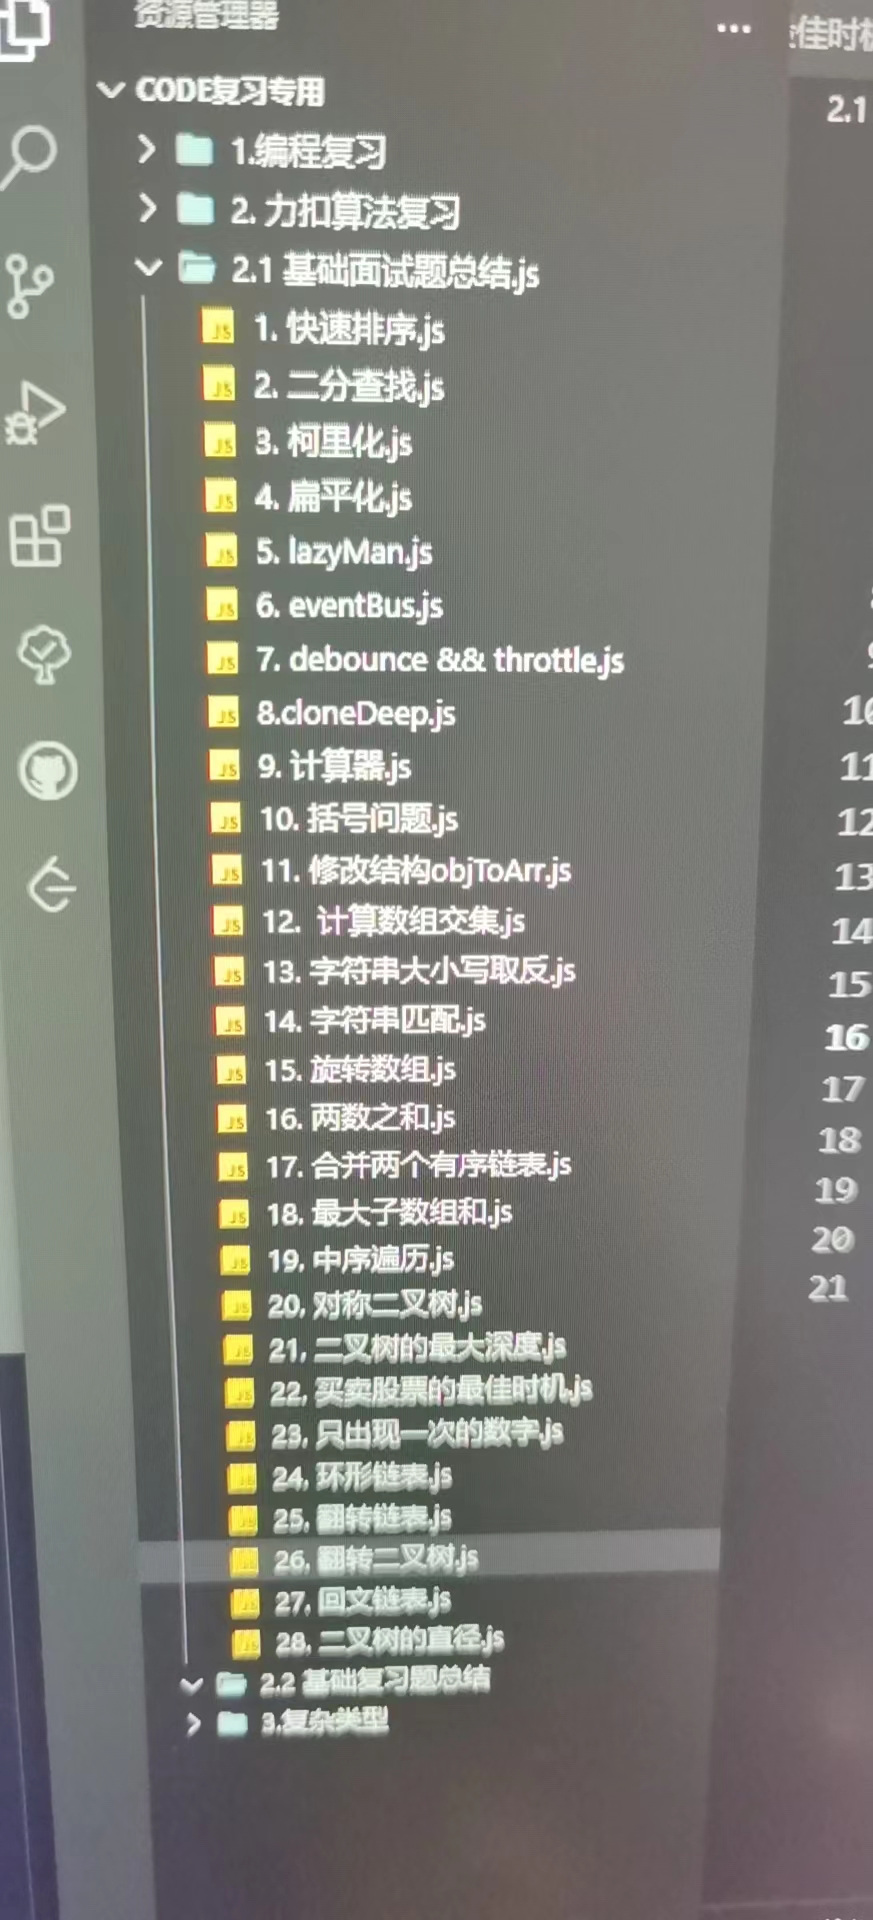 资源管理器
佳时机
CODE复习专用
2.1
1.编程复习
2. 力扣算法复习
2.1 基础面试题总结.js
1. 快速排序.js
2. 二分查找.js
3. 柯里化.js
4. 扁平化.js
5. lazyMan.js
6. eventBus.js
7. debounce && throttle.js
8.cloneDeep.js
9. 计算器.js
10. 括号问题.js
11. 修改结构objToArr.js
12. 计算数组交集.js
13. 字符串大小写取反.js
14. 字符串匹配.js
15. 旋转数组.js
16. 两数之和.js
17. 合并两个有序链表.js
18. 最大子数组和.js
19, 中序遍历.js
20, 对称二叉树.js
21, 二叉树的最大深度.js
22, 买卖股票的最佳时机.js
23, 只出现一次的数字.js
24, 环形链表.js
25, 翻转链表.js
26, 翻转二叉树.js
27, 回文链表.js
28, 二叉树的直径.js
2.2 基础复习题总结
3.复杂类型
10
11
12
13
14
15
16
17
18
19
20
21